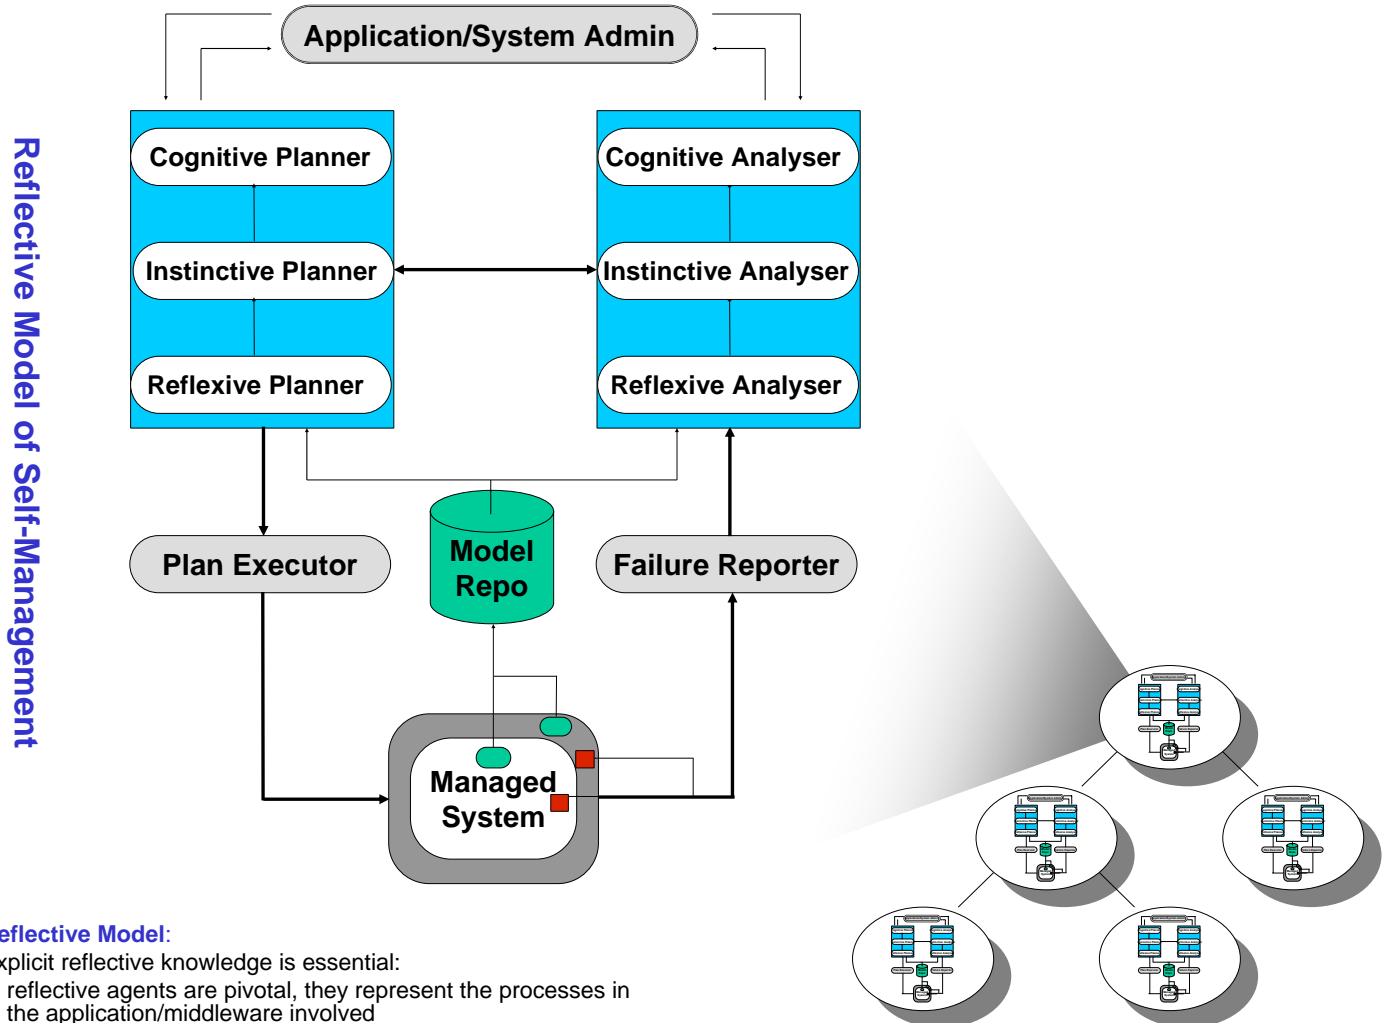 Application/System Admin
Reflective Model of Self-Management
Cognitive Planner
Cognitive Analyser
Instinctive Planner
Instinctive Analyser
Reflexive Planner
Reflexive Analyser
Plan Executor
Model
Repo
Failure Reporter
Managed
System
eflective Model:
xplicit reflective knowledge is essential:
reflective agents are pivotal, they represent the processes in
the application/middleware involved